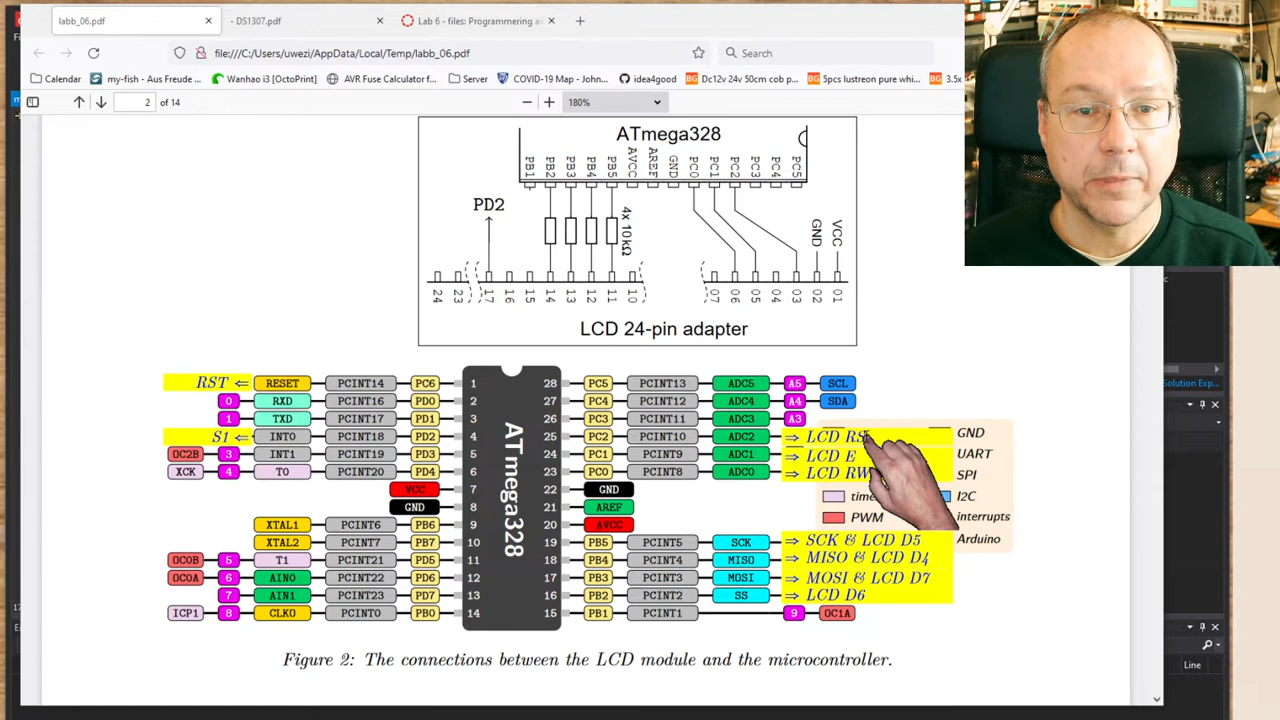 labb_06.pdf
- DS1307.pdf
Lab 6 - files: Programmering av
file:///C:/Users/uwezi/AppData/Local/Temp/labb_06.pdf
Search
Calendar my-fish - Aus Freude ... Wanhao i3 [OctoPrint] AVR Fuse Calculator f... Server COVID-19 Map - John... idea4good Dc12v 24v 50cm cob p... 5pcs lustreon pure whi... 3.5x
2 of 14
180%
ATmega328
PB1 PB2 PB3 PB4 PB5 AVCC AREF GND PC0 PC1 PC2 PC3 PC4 PC5
PD2
4x 10kΩ
GND VCC
24 23 17 16 15 14 13 12 11 10 07 06 05 04 03 02 01
LCD 24-pin adapter
RST ⇐ RESET PCINT14 PC6 1 28 PC5 PCINT13 ADC5 A5 SCL
0 RXD PCINT16 PD0 2 27 PC4 PCINT12 ADC4 A4 SDA
1 TXD PCINT17 PD1 3 26 PC3 PCINT11 ADC3 A3
S1 ⇐ INT0 PCINT18 PD2 4 25 PC2 PCINT10 ADC2 ⇒ LCD RS GND
OC2B 3 INT1 PCINT19 PD3 5 24 PC1 PCINT9 ADC1 ⇒ LCD E UART
XCK 4 T0 PCINT20 PD4 6 23 PC0 PCINT8 ADC0 ⇒ LCD RW SPI
VCC 7 22 GND
GND 8 21 AREF
I2C
PWM interrupts
XTAL1 PCINT6 PB6 9 20 AVCC
XTAL2 PCINT7 PB7 10 19 PB5 PCINT5 SCK ⇒ SCK & LCD D5 Arduino
OC0B 5 T1 PCINT21 PD5 11 18 PB4 PCINT4 MISO ⇒ MISO & LCD D4
OC0A 6 AIN0 PCINT22 PD6 12 17 PB3 PCINT3 MOSI ⇒ MOSI & LCD D7
7 AIN1 PCINT23 PD7 13 16 PB2 PCINT2 SS ⇒ LCD D6
ICP1 8 CLKO PCINT0 PB0 14 15 PB1 PCINT1 9 OC1A
ATmega328
Figure 2: The connections between the LCD module and the microcontroller.
Solution Exp...
Line